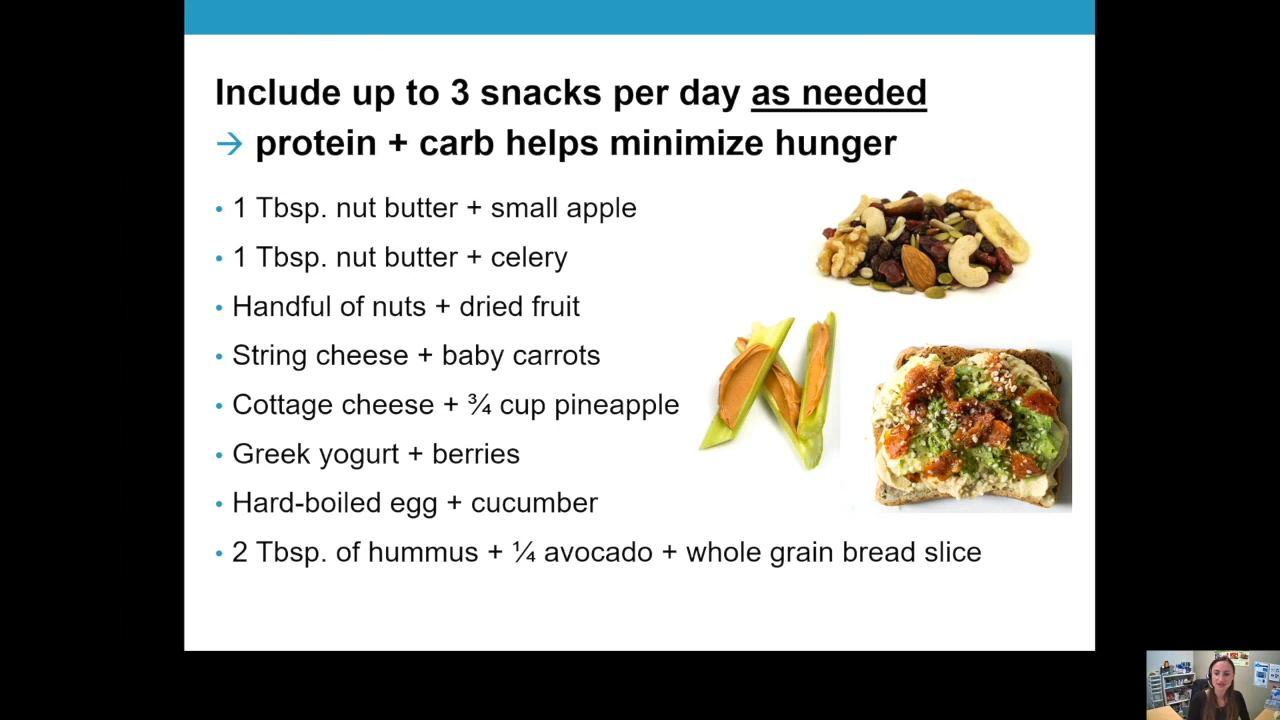 Include up to 3 snacks per day as needed
→ protein + carb helps minimize hunger
• 1 Tbsp. nut butter + small apple
• 1 Tbsp. nut butter + celery
• Handful of nuts + dried fruit
• String cheese + baby carrots
• Cottage cheese + ¾ cup pineapple
• Greek yogurt + berries
• Hard-boiled egg + cucumber
• 2 Tbsp. of hummus + ¼ avocado + whole grain bread slice